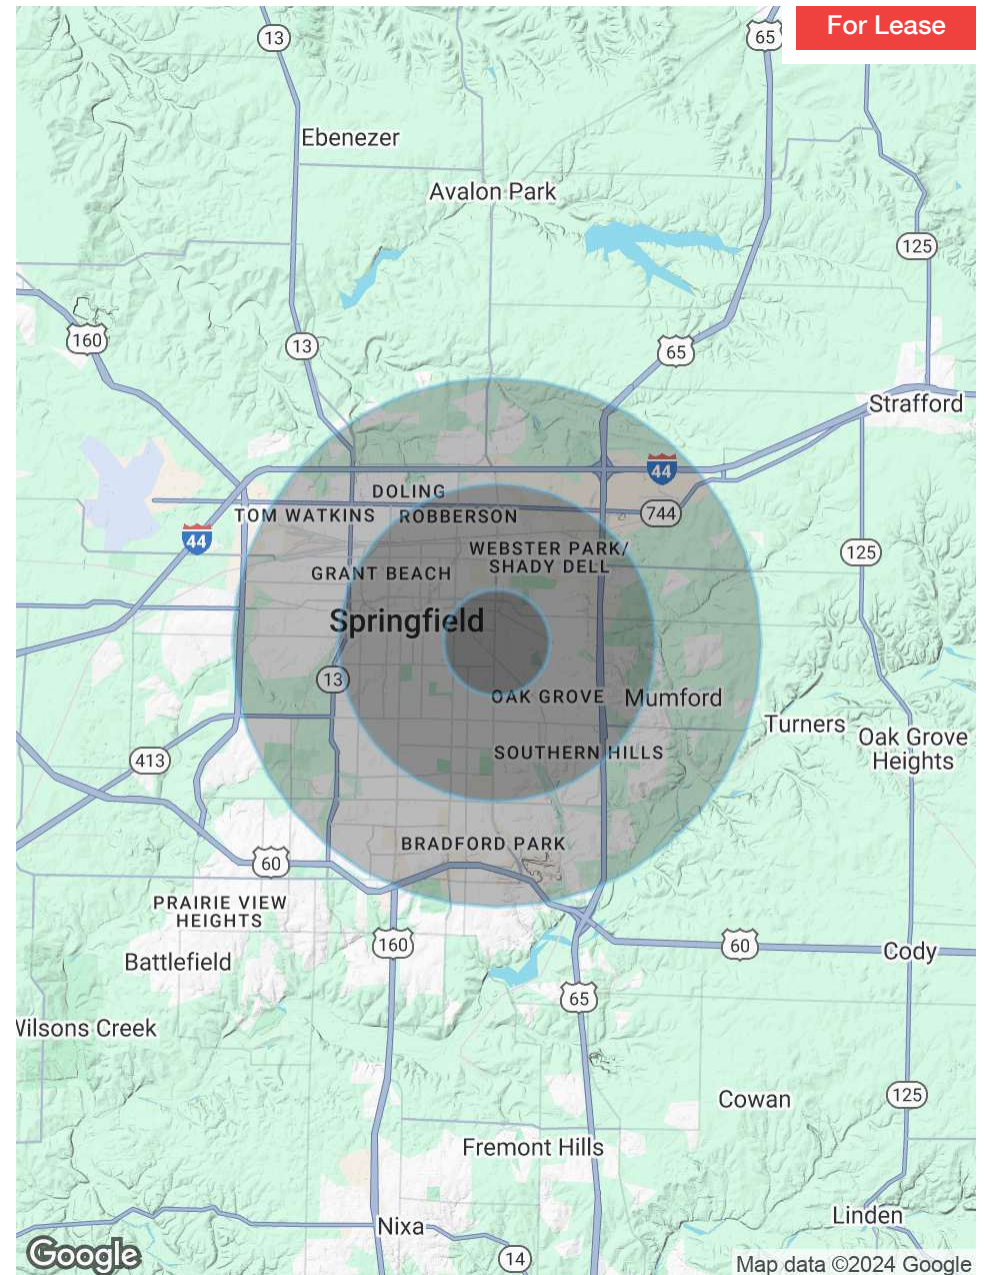 For Lease
13
65
Ebenezer
Avalon Park
125
160
13
65
Strafford
44
DOLING
TOM WATKINS
ROBBERSON
744
44
WEBSTER PARK/
SHADY DELL
125
GRANT BEACH
Springfield
13
OAK GROVE
Mumford
Turners
Oak Grove
Heights
SOUTHERN HILLS
413
BRADFORD PARK
60
PRAIRIE VIEW
HEIGHTS
160
60
Cody
Battlefield
65
Wilsons Creek
Cowan
125
Fremont Hills
Linden
Nixa
14
Google
Map data ©2024 Google